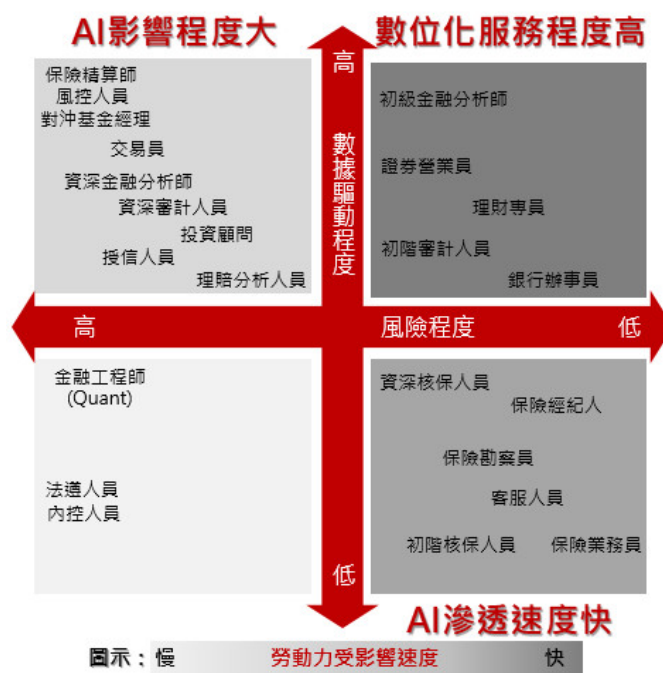 AI影響程度大
數位化服務程度高
保險精算師
風控人員
對沖基金經理
交易員
資深金融分析師
資深審計人員
投資顧問
授信人員
理賠分析人員
高
數據驅動程度
初級金融分析師
證券營業員
理財專員
初階審計人員
銀行辦事員
高
風險程度
低
金融工程師
(Quant)
法遵人員
內控人員
低
資深核保人員
保險經紀人
保險勘察員
客服人員
初階核保人員
保險業務員
AI滲透速度快
圖示：慢
勞動力受影響速度
快